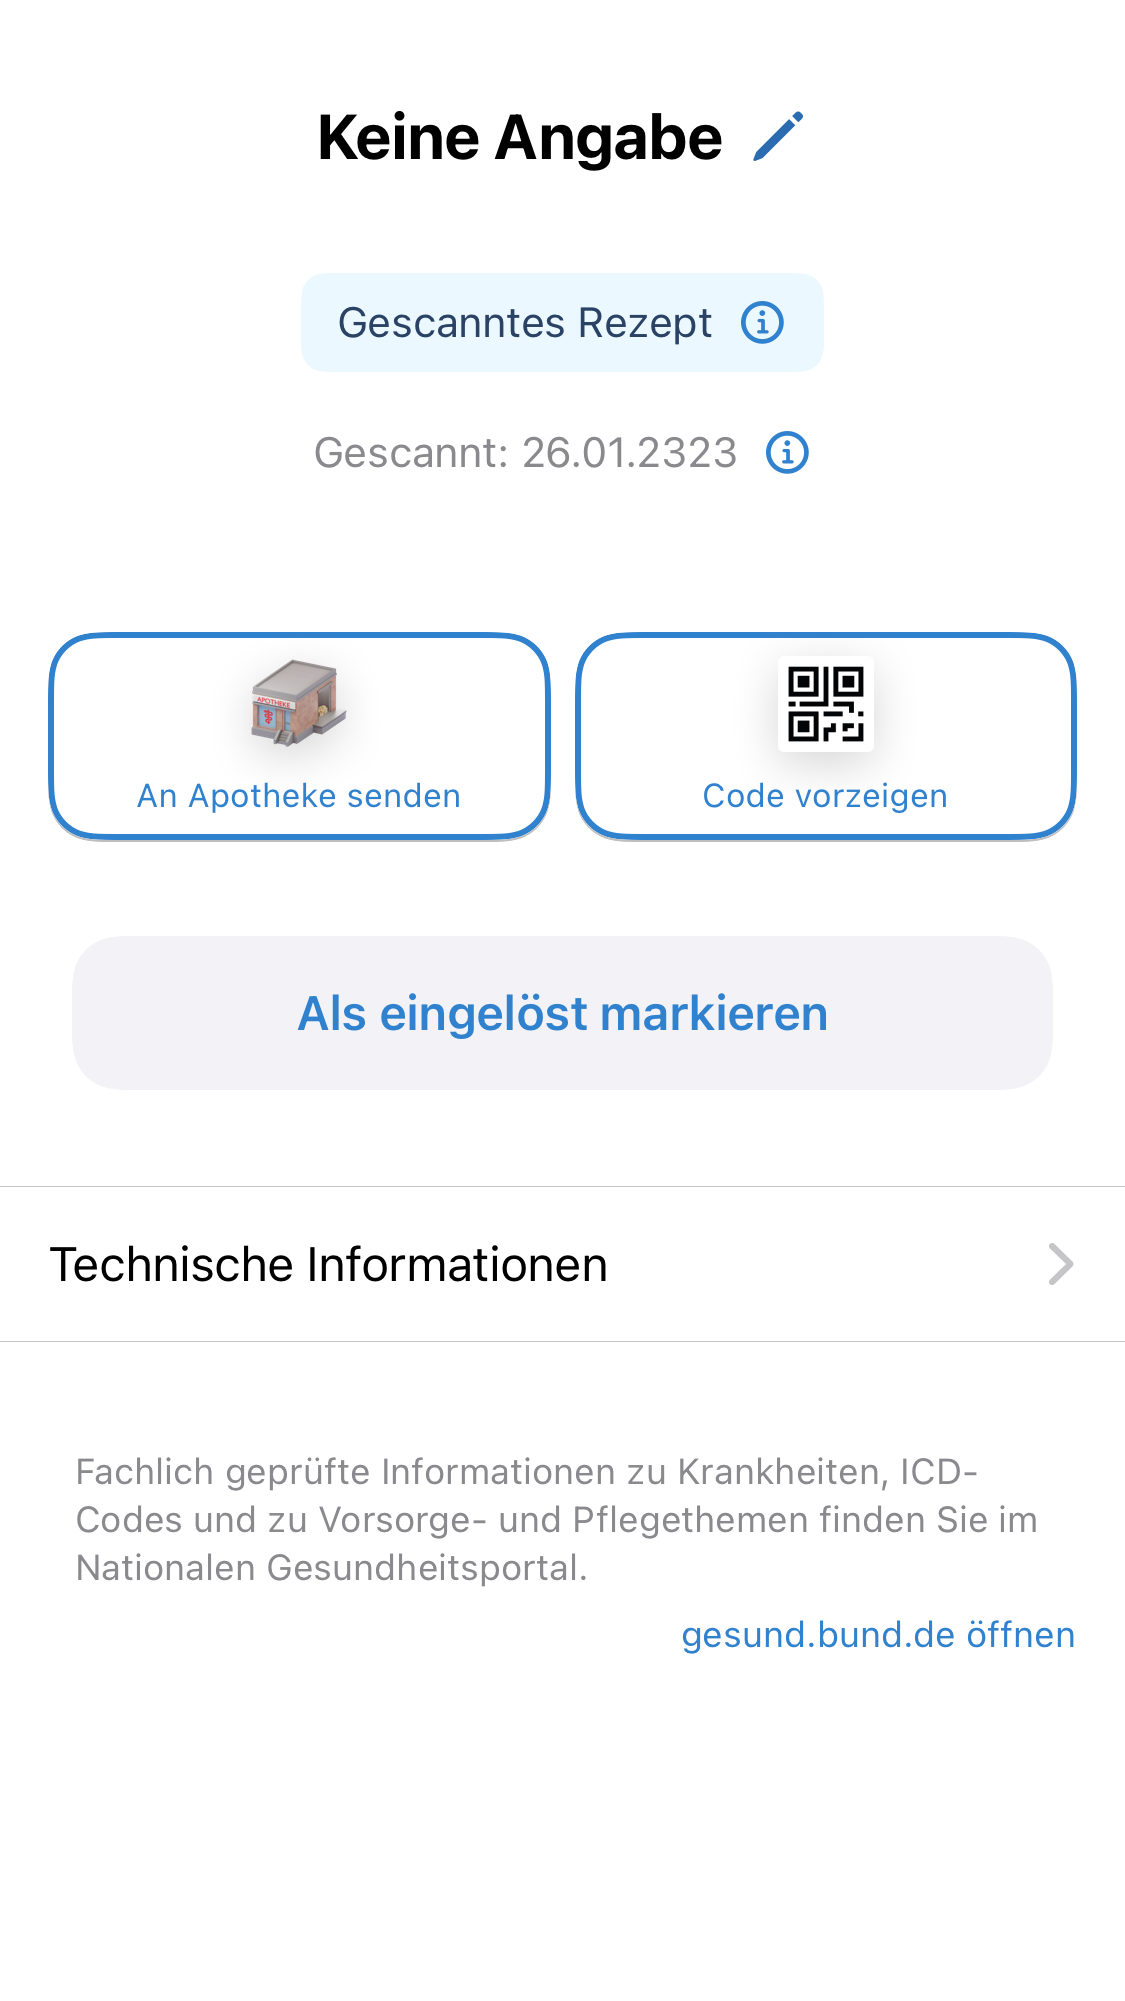 Keine Angabe
Gescanntes Rezept
Gescannt: 26.01.2323
APOTHEKE
An Apotheke senden
Code vorzeigen
Als eingelöst markieren
Technische Informationen
Fachlich geprüfte Informationen zu Krankheiten, ICD-
Codes und zu Vorsorge- und Pflegethemen finden Sie im
Nationalen Gesundheitsportal.
gesund.bund.de öffnen